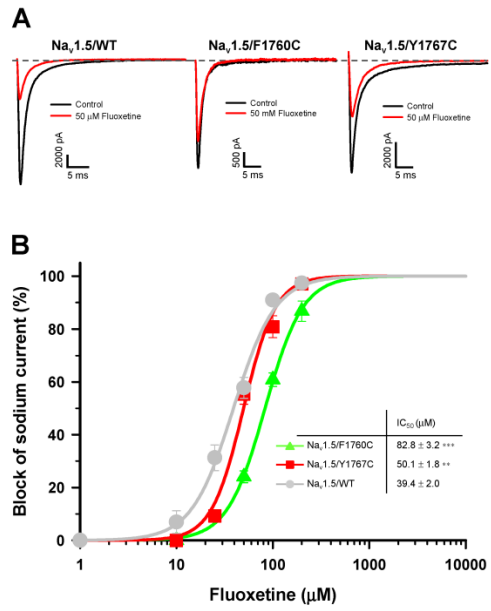 A
Naᵥ1.5/WT
Naᵥ1.5/F1760C
Naᵥ1.5/Y1767C
Control
50 μM Fluoxetine
2000 pA
5 ms
Control
50 mM Fluoxetine
500 pA
5 ms
Control
50 μM Fluoxetine
2000 pA
5 ms
B
Block of sodium current (%)
100
80
60
40
20
0
IC₅₀ (μM)
Naᵥ1.5/F1760C 82.8 ± 3.2 ***
Naᵥ1.5/Y1767C 50.1 ± 1.8 **
Naᵥ1.5/WT 39.4 ± 2.0
1 10 100 1000 10000
Fluoxetine (μM)